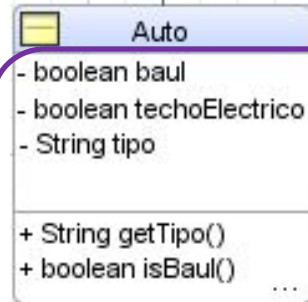 Auto
- boolean baul
- boolean techoElectrico
- String tipo
+ String getTipo()
+ boolean isBaul()
...